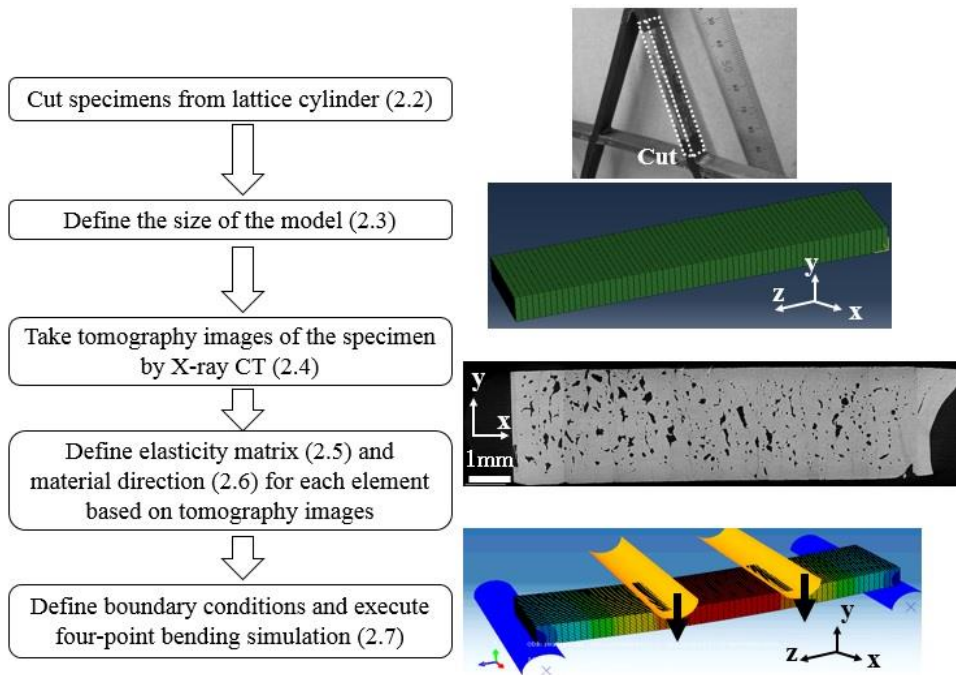 Cut specimens from lattice cylinder (2.2)
Cut
Define the size of the model (2.3)
y
z
x
Take tomography images of the specimen
by X-ray CT (2.4)
y
x
1mm
Define elasticity matrix (2.5) and
material direction (2.6) for each element
based on tomography images
Define boundary conditions and execute
four-point bending simulation (2.7)
y
z
x